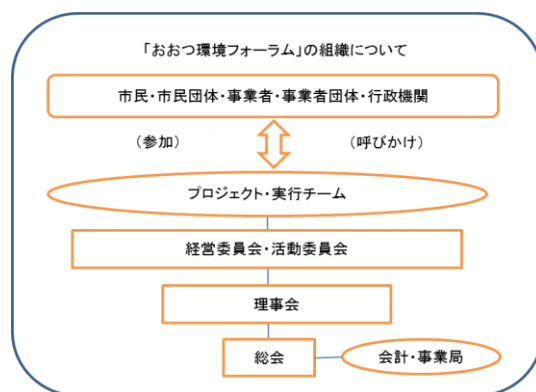 「おおつ環境フォーラム」の組織について
市民・市民団体・事業者・事業者団体・行政機関
（参加）
（呼びかけ）
プロジェクト・実行チーム
経営委員会・活動委員会
理事会
総会
会計・事業局